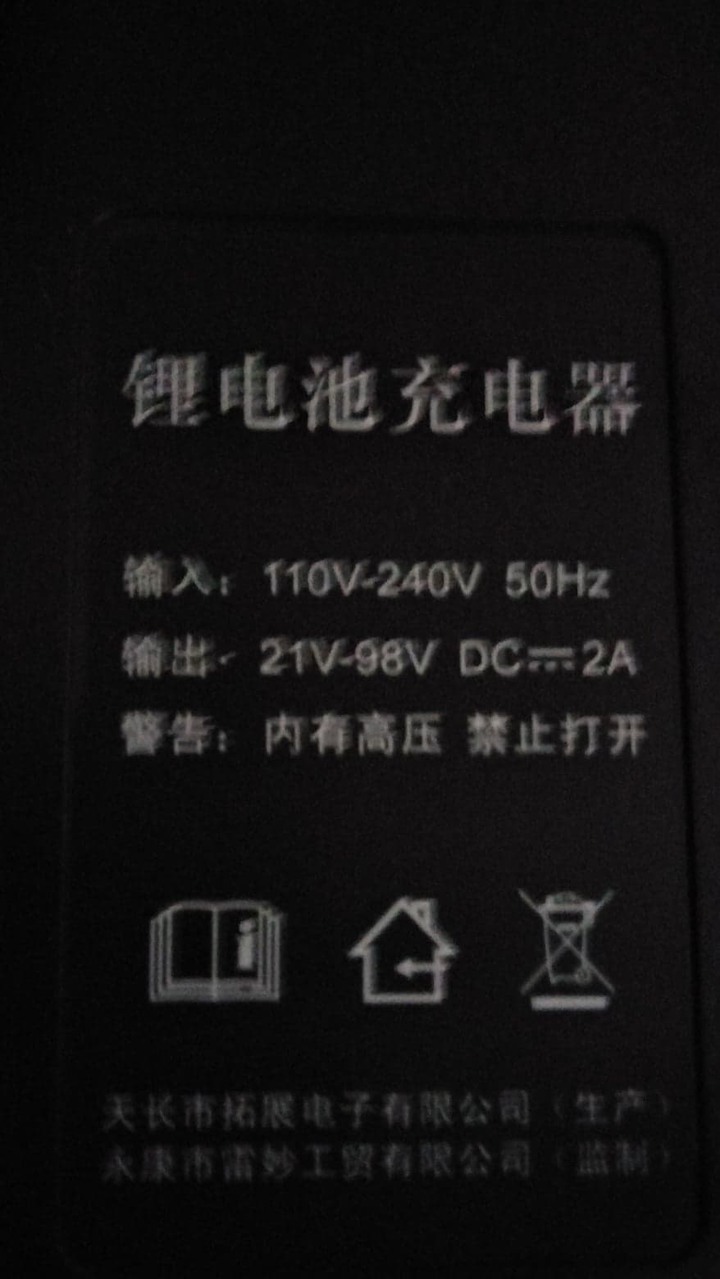 锂电池充电器
输入: 110V-240V 50Hz
输出: 21V-98V DC⎓2A
警告: 内有高压 禁止打开
天长市拓展电子有限公司（生产）
永康市雷妙工贸有限公司（监制）